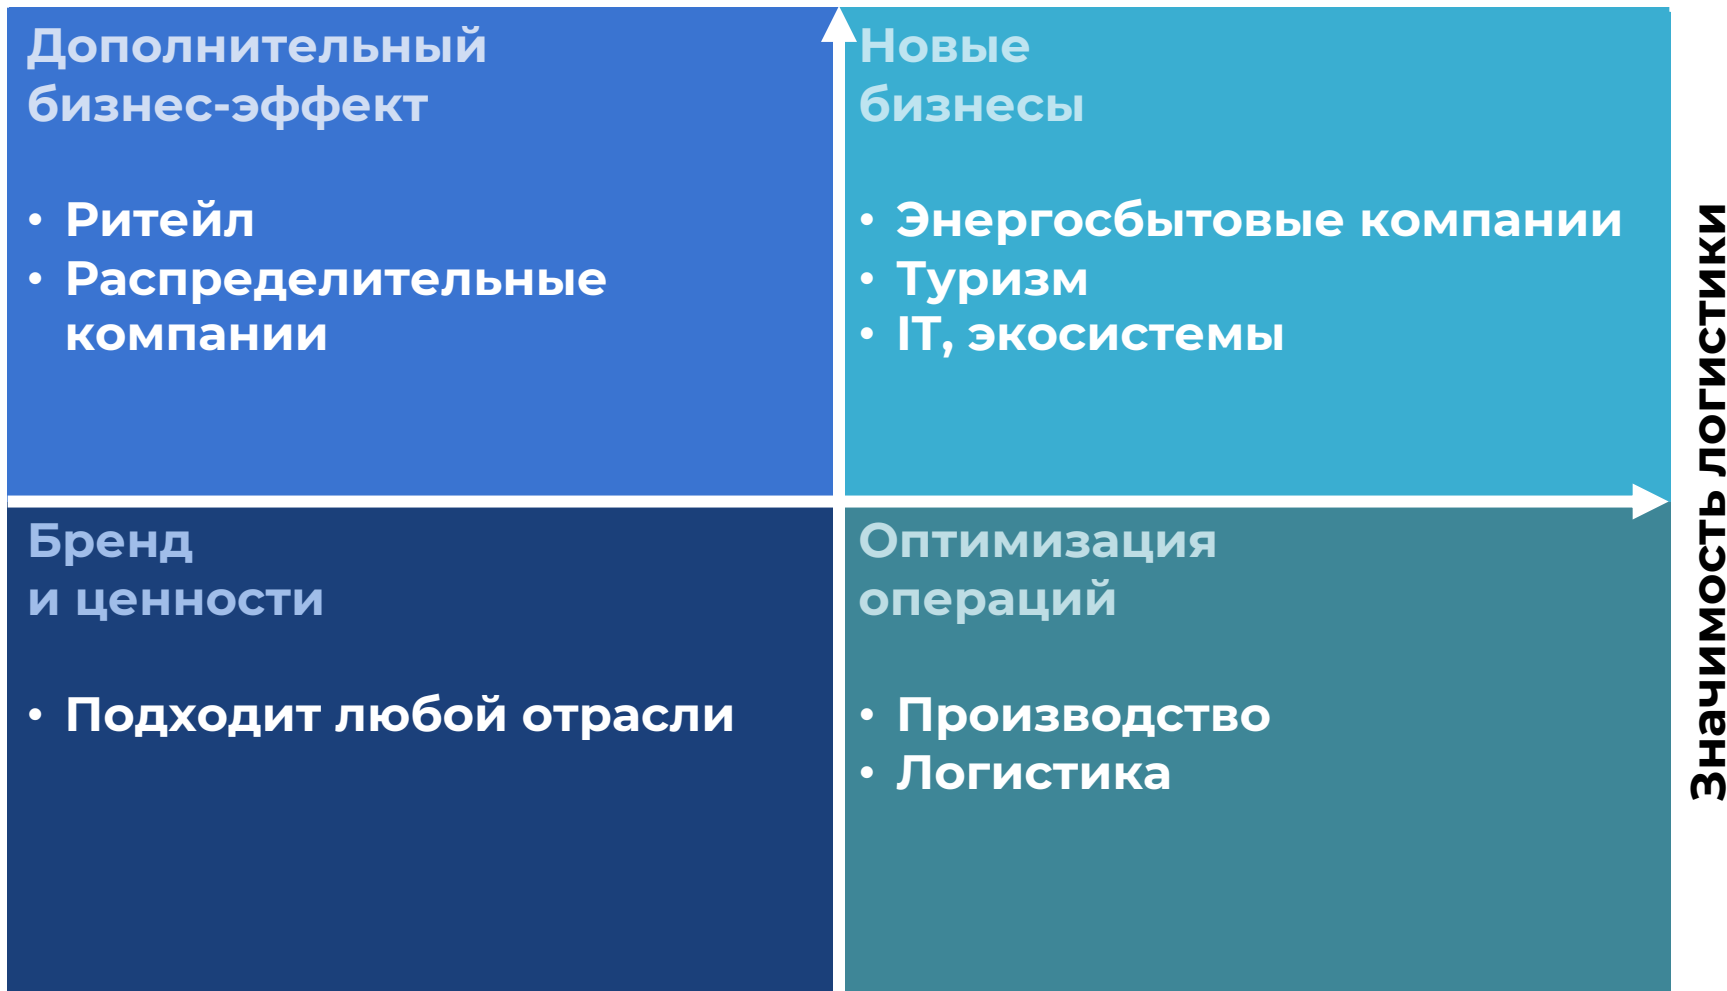 Дополнительный
бизнес-эффект
• Ритейл
• Распределительные
компании
Новые
бизнесы
• Энергосбытовые компании
• Туризм
• IT, экосистемы
Бренд
и ценности
• Подходит любой отрасли
Оптимизация
операций
• Производство
• Логистика
Значимость логистики